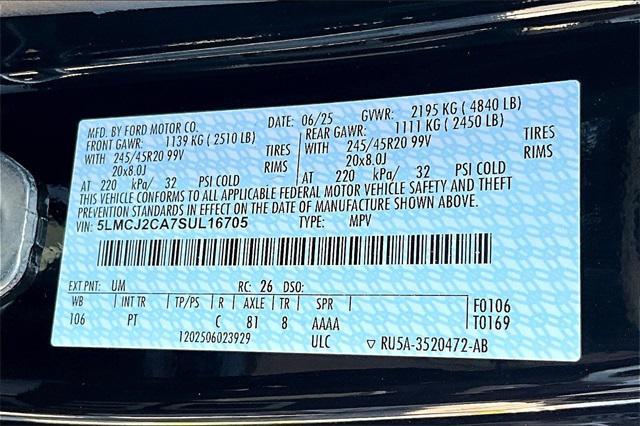 MFD. BY FORD MOTOR CO. DATE: 06/25 GVWR: 2195 KG ( 4840 LB)
FRONT GAWR: 1139 KG ( 2510 LB) REAR GAWR: 1111 KG ( 2450 LB)
WITH 245/45R20 99V TIRES WITH 245/45R20 99V TIRES
20x8.0J RIMS 20x8.0J RIMS
AT 220 kPa/ 32 PSI COLD AT 220 kPa/ 32 PSI COLD
THIS VEHICLE CONFORMS TO ALL APPLICABLE FEDERAL MOTOR VEHICLE SAFETY AND THEFT
PREVENTION STANDARDS IN EFFECT ON THE DATE OF MANUFACTURE SHOWN ABOVE.
VIN: 5LMCJ2CA7SUL16705 TYPE: MPV
EXT PNT: UM RC: 26 DSO:
WB INT TR TP/PS R AXLE TR SPR F0106
106 PT C 81 8 AAAA T0169
1202506023929 ULC ▽ RU5A-3520472-AB